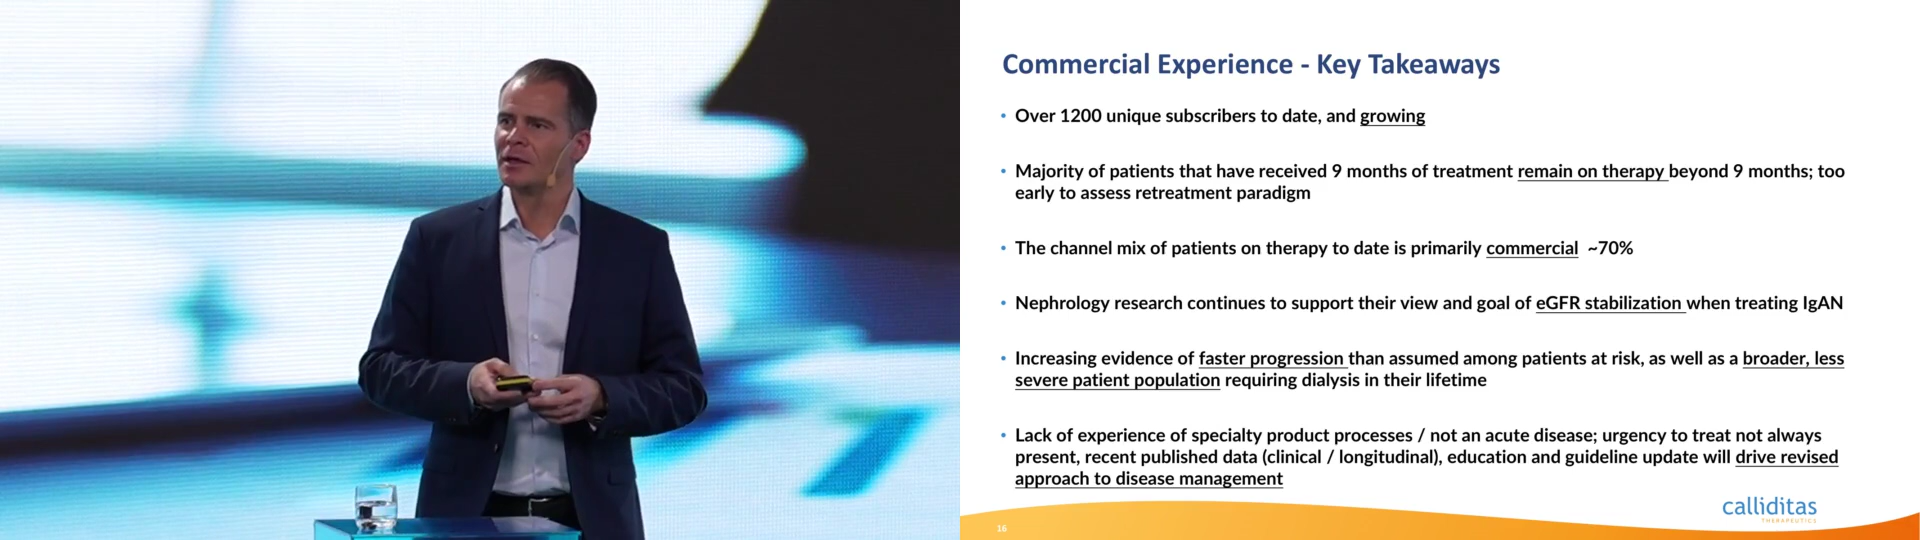 Commercial Experience - Key Takeaways
• Over 1200 unique subscribers to date, and growing
• Majority of patients that have received 9 months of treatment remain on therapy beyond 9 months; too
early to assess retreatment paradigm
• The channel mix of patients on therapy to date is primarily commercial ~70%
• Nephrology research continues to support their view and goal of eGFR stabilization when treating IgAN
• Increasing evidence of faster progression than assumed among patients at risk, as well as a broader, less
severe patient population requiring dialysis in their lifetime
• Lack of experience of specialty product processes / not an acute disease; urgency to treat not always
present, recent published data (clinical / longitudinal), education and guideline update will drive revised
approach to disease management
calliditas
THERAPEUTICS
16